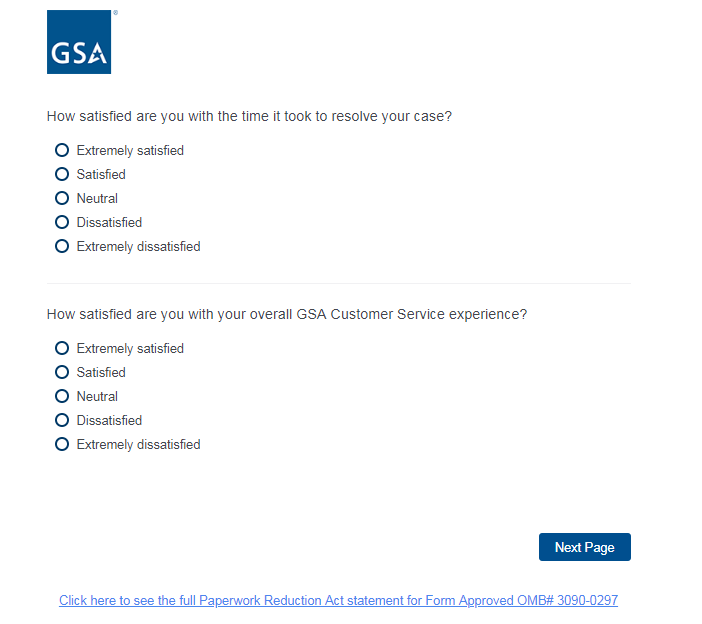 GSA
®
How satisfied are you with the time it took to resolve your case?
Extremely satisfied
Satisfied
Neutral
Dissatisfied
Extremely dissatisfied
How satisfied are you with your overall GSA Customer Service experience?
Extremely satisfied
Satisfied
Neutral
Dissatisfied
Extremely dissatisfied
Next Page
Click here to see the full Paperwork Reduction Act statement for Form Approved OMB# 3090-0297